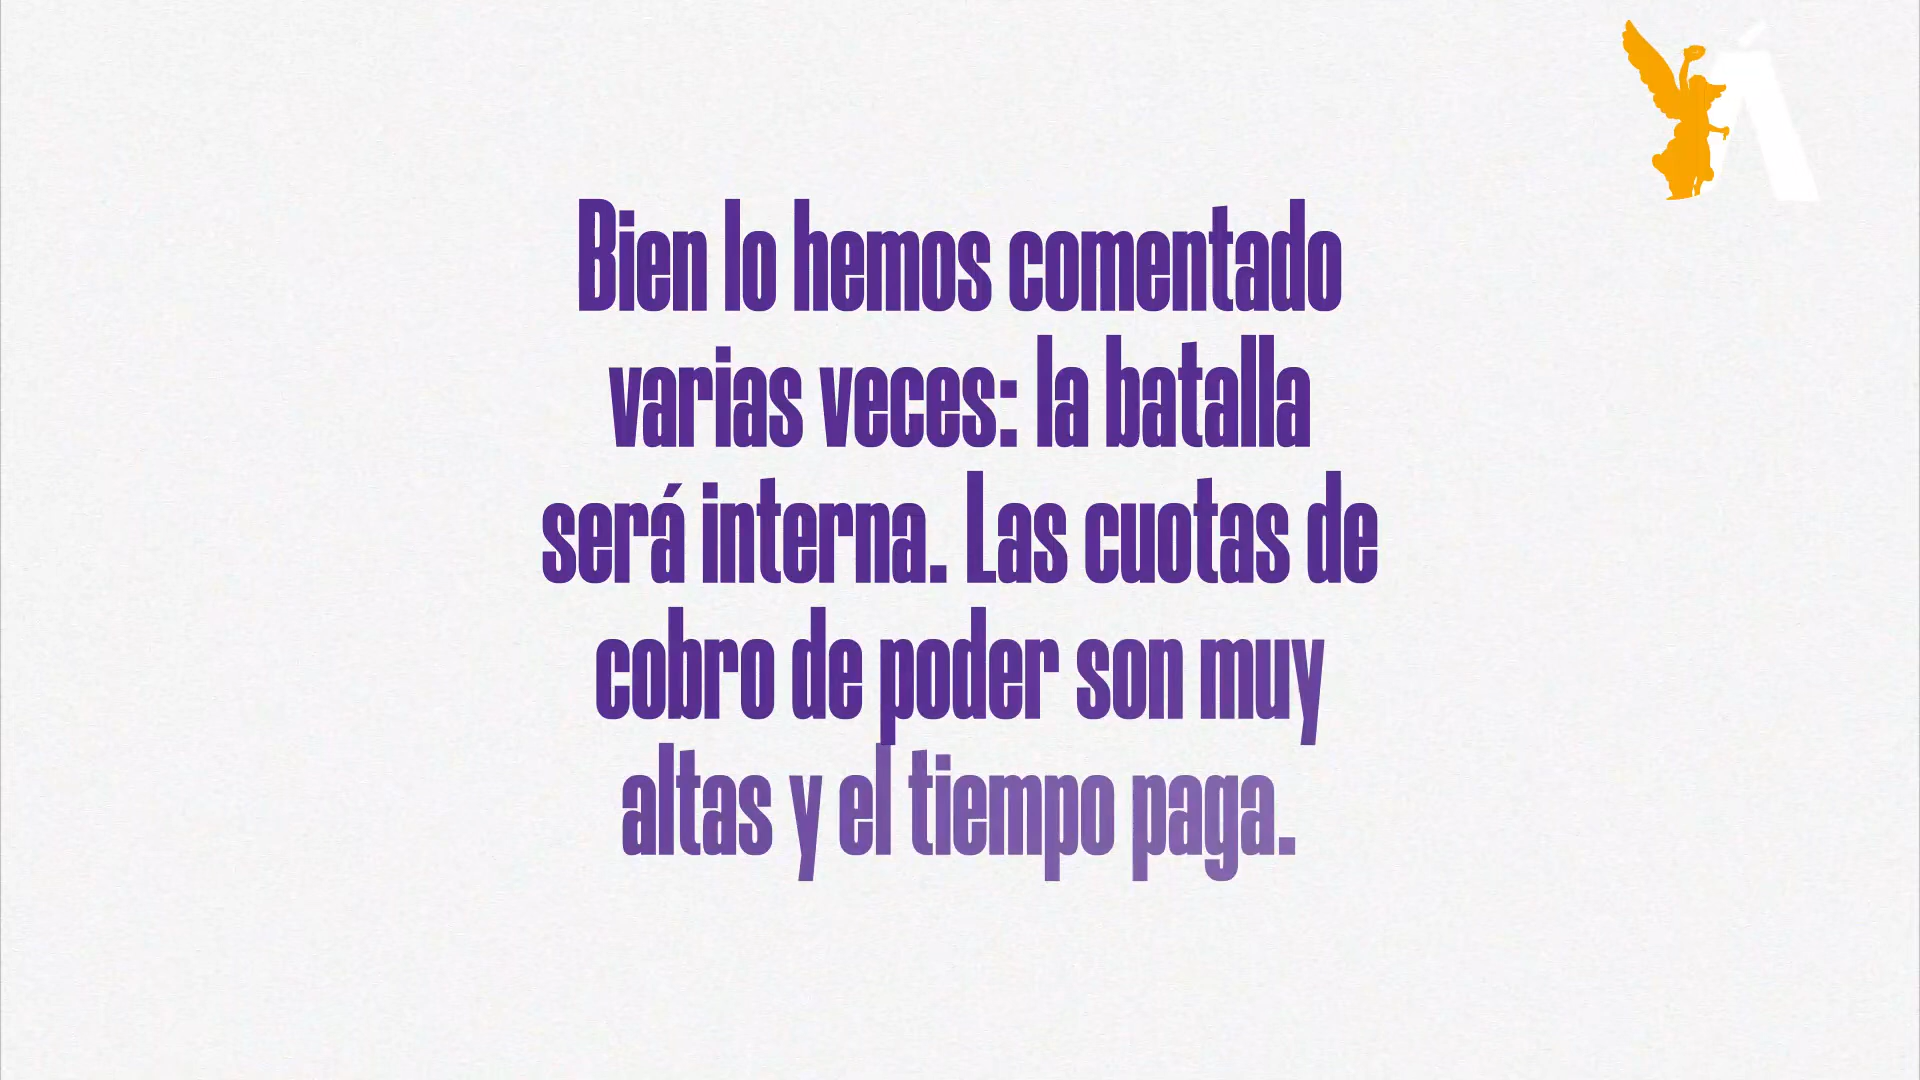 Á
Bien lo hemos comentado
varias veces: la batalla
será interna. Las cuotas de
cobro de poder son muy
altas y el tiempo paga.